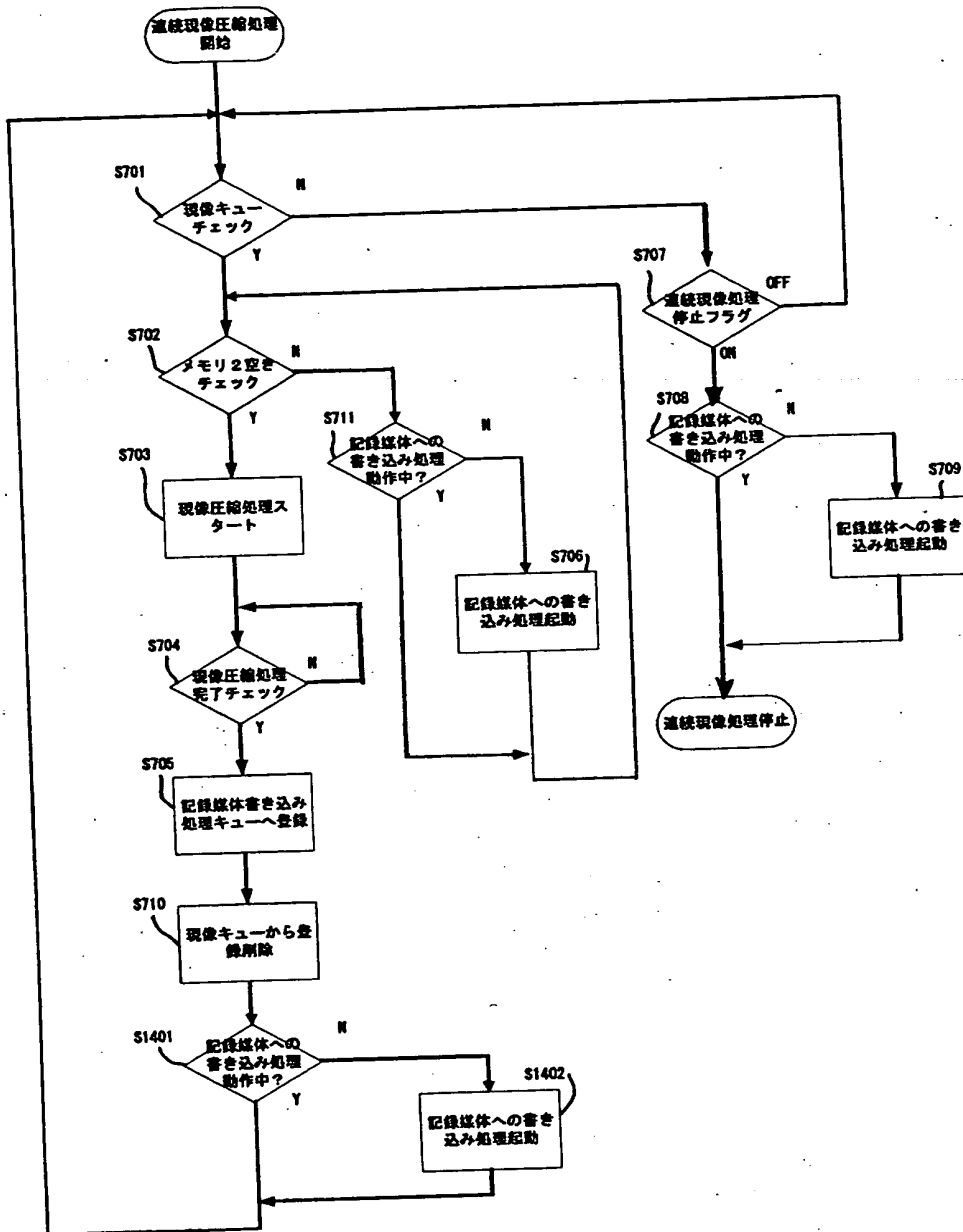 連続現像圧縮処理
開始
S701
現像キュー
チェック
N
Y
S707
連続現像処理
停止フラグ
OFF
ON
S702
メモリ2空き
チェック
N
Y
S711
記録媒体への
書き込み処理
動作中?
N
Y
S708
記録媒体への
書き込み処理
動作中?
N
Y
S709
記録媒体への書き
込み処理起動
S703
現像圧縮処理ス
タート
S706
記録媒体への書き
込み処理起動
S704
現像圧縮処理
完了チェック
N
Y
連続現像処理停止
S705
記録媒体書き込み
処理キューへ登録
S710
現像キューから登
録削除
S1401
記録媒体への
書き込み処理
動作中?
N
Y
S1402
記録媒体への書き
込み処理起動